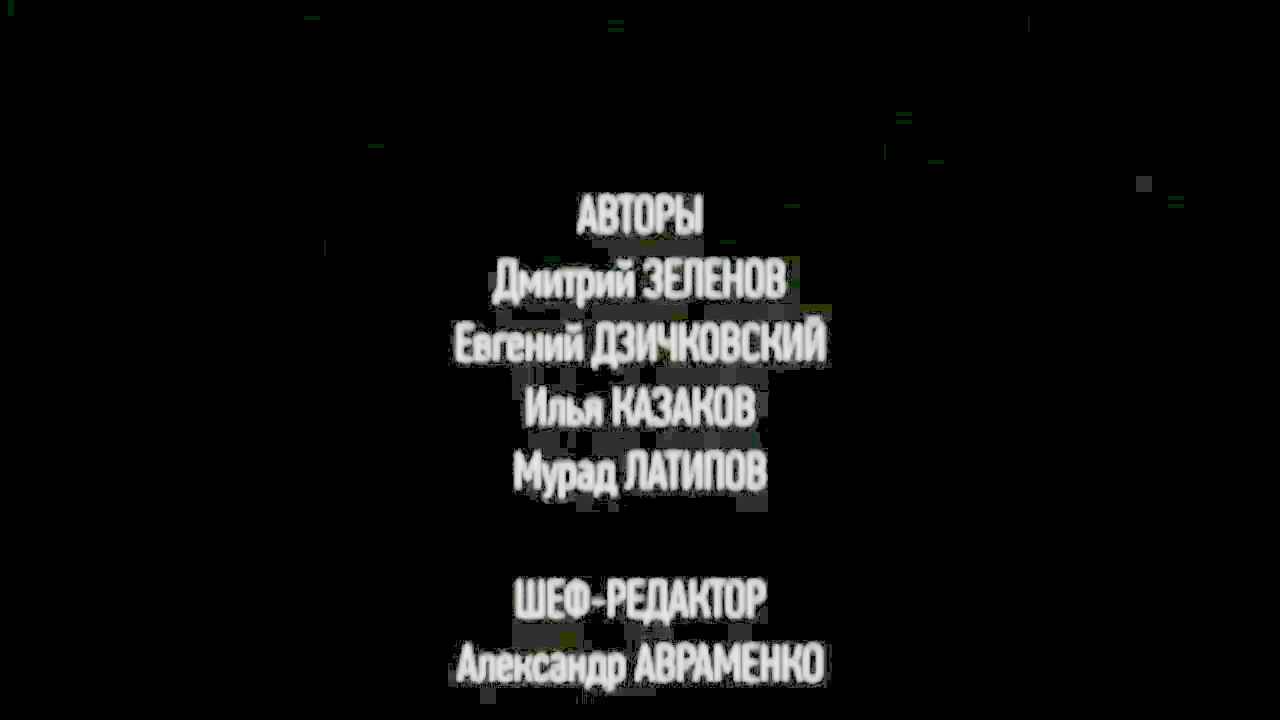 АВТОРЫ
Дмитрий ЗЕЛЕНОВ
Евгений ДЗИЧКОВСКИЙ
Илья КАЗАКОВ
Мурад ЛАТИПОВ
ШЕФ-РЕДАКТОР
Александр АВРАМЕНКО